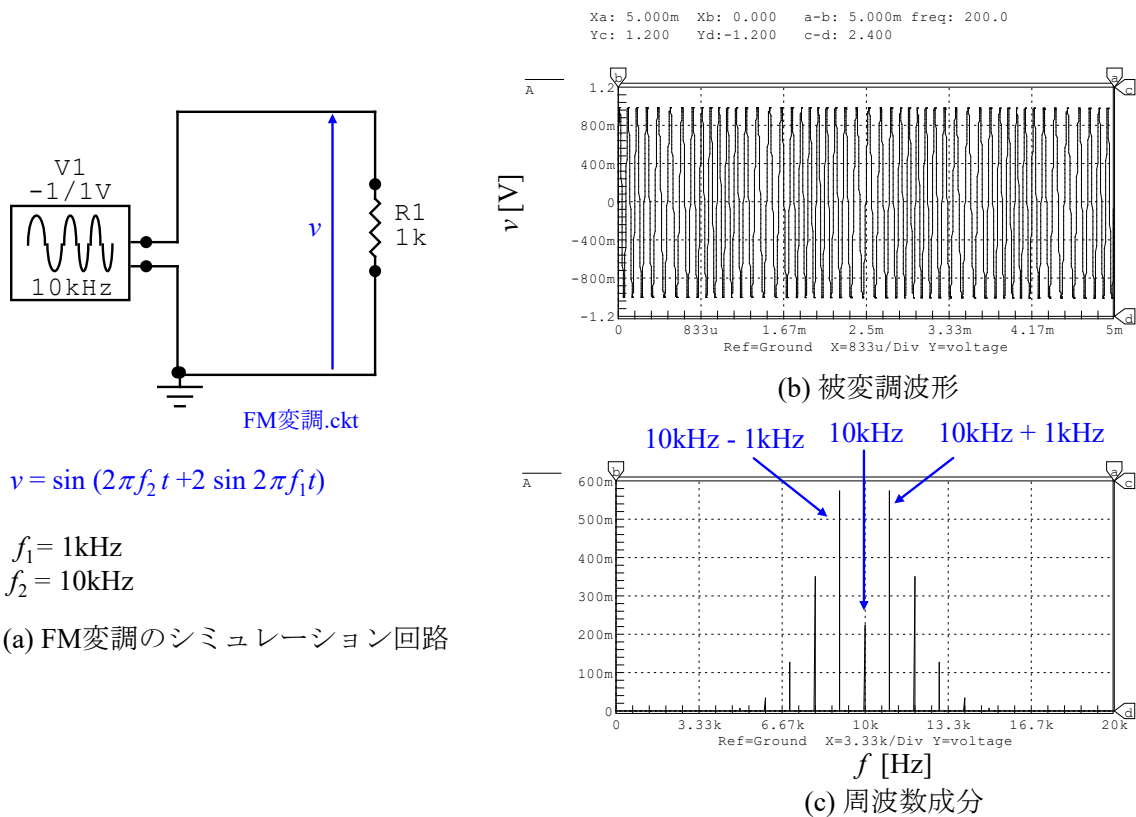 V1
-1/1V
10kHz
v
R1
1k
FM変調.ckt
v = sin (2πf₂ t +2 sin 2πf₁t)
f₁= 1kHz
f₂ = 10kHz
(a) FM変調のシミュレーション回路
Xa: 5.000m Xb: 0.000 a-b: 5.000m freq: 200.0
Yc: 1.200 Yd:-1.200 c-d: 2.400
A
b
a
c
d
v [V]
1.2
800m
400m
0
-400m
-800m
-1.2
0 833u 1.67m 2.5m 3.33m 4.17m 5m
Ref=Ground X=833u/Div Y=voltage
(b) 被変調波形
10kHz - 1kHz 10kHz 10kHz + 1kHz
A
b
a
c
d
600m
500m
400m
300m
200m
100m
0
0 3.33k 6.67k 10k 13.3k 16.7k 20k
Ref=Ground X=3.33k/Div Y=voltage
f [Hz]
(c) 周波数成分